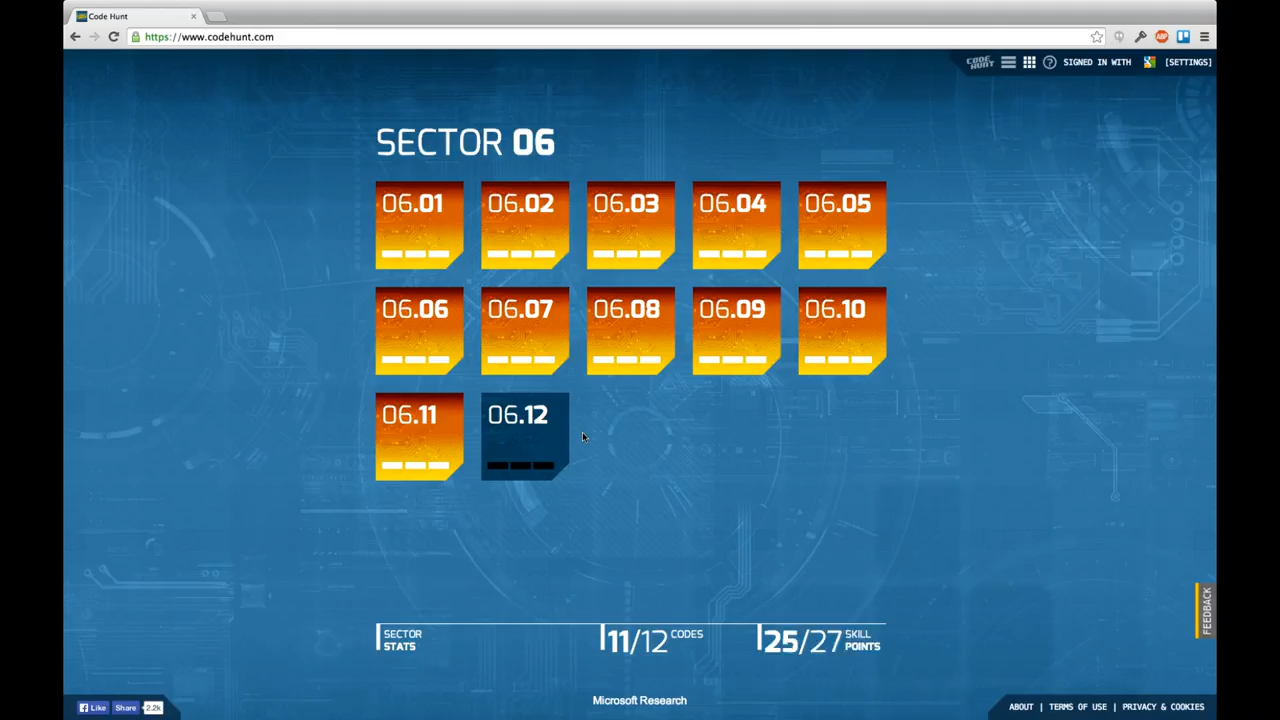 Code Hunt
https://www.codehunt.com
CODE HUNT
SIGNED IN WITH
[SETTINGS]
SECTOR 06
06.01 06.02 06.03 06.04 06.05
06.06 06.07 06.08 06.09 06.10
06.11 06.12
SECTOR STATS
11/12 CODES
25/27 SKILL POINTS
FEEDBACK
Microsoft Research
Like Share 2.2k
ABOUT | TERMS OF USE | PRIVACY & COOKIES